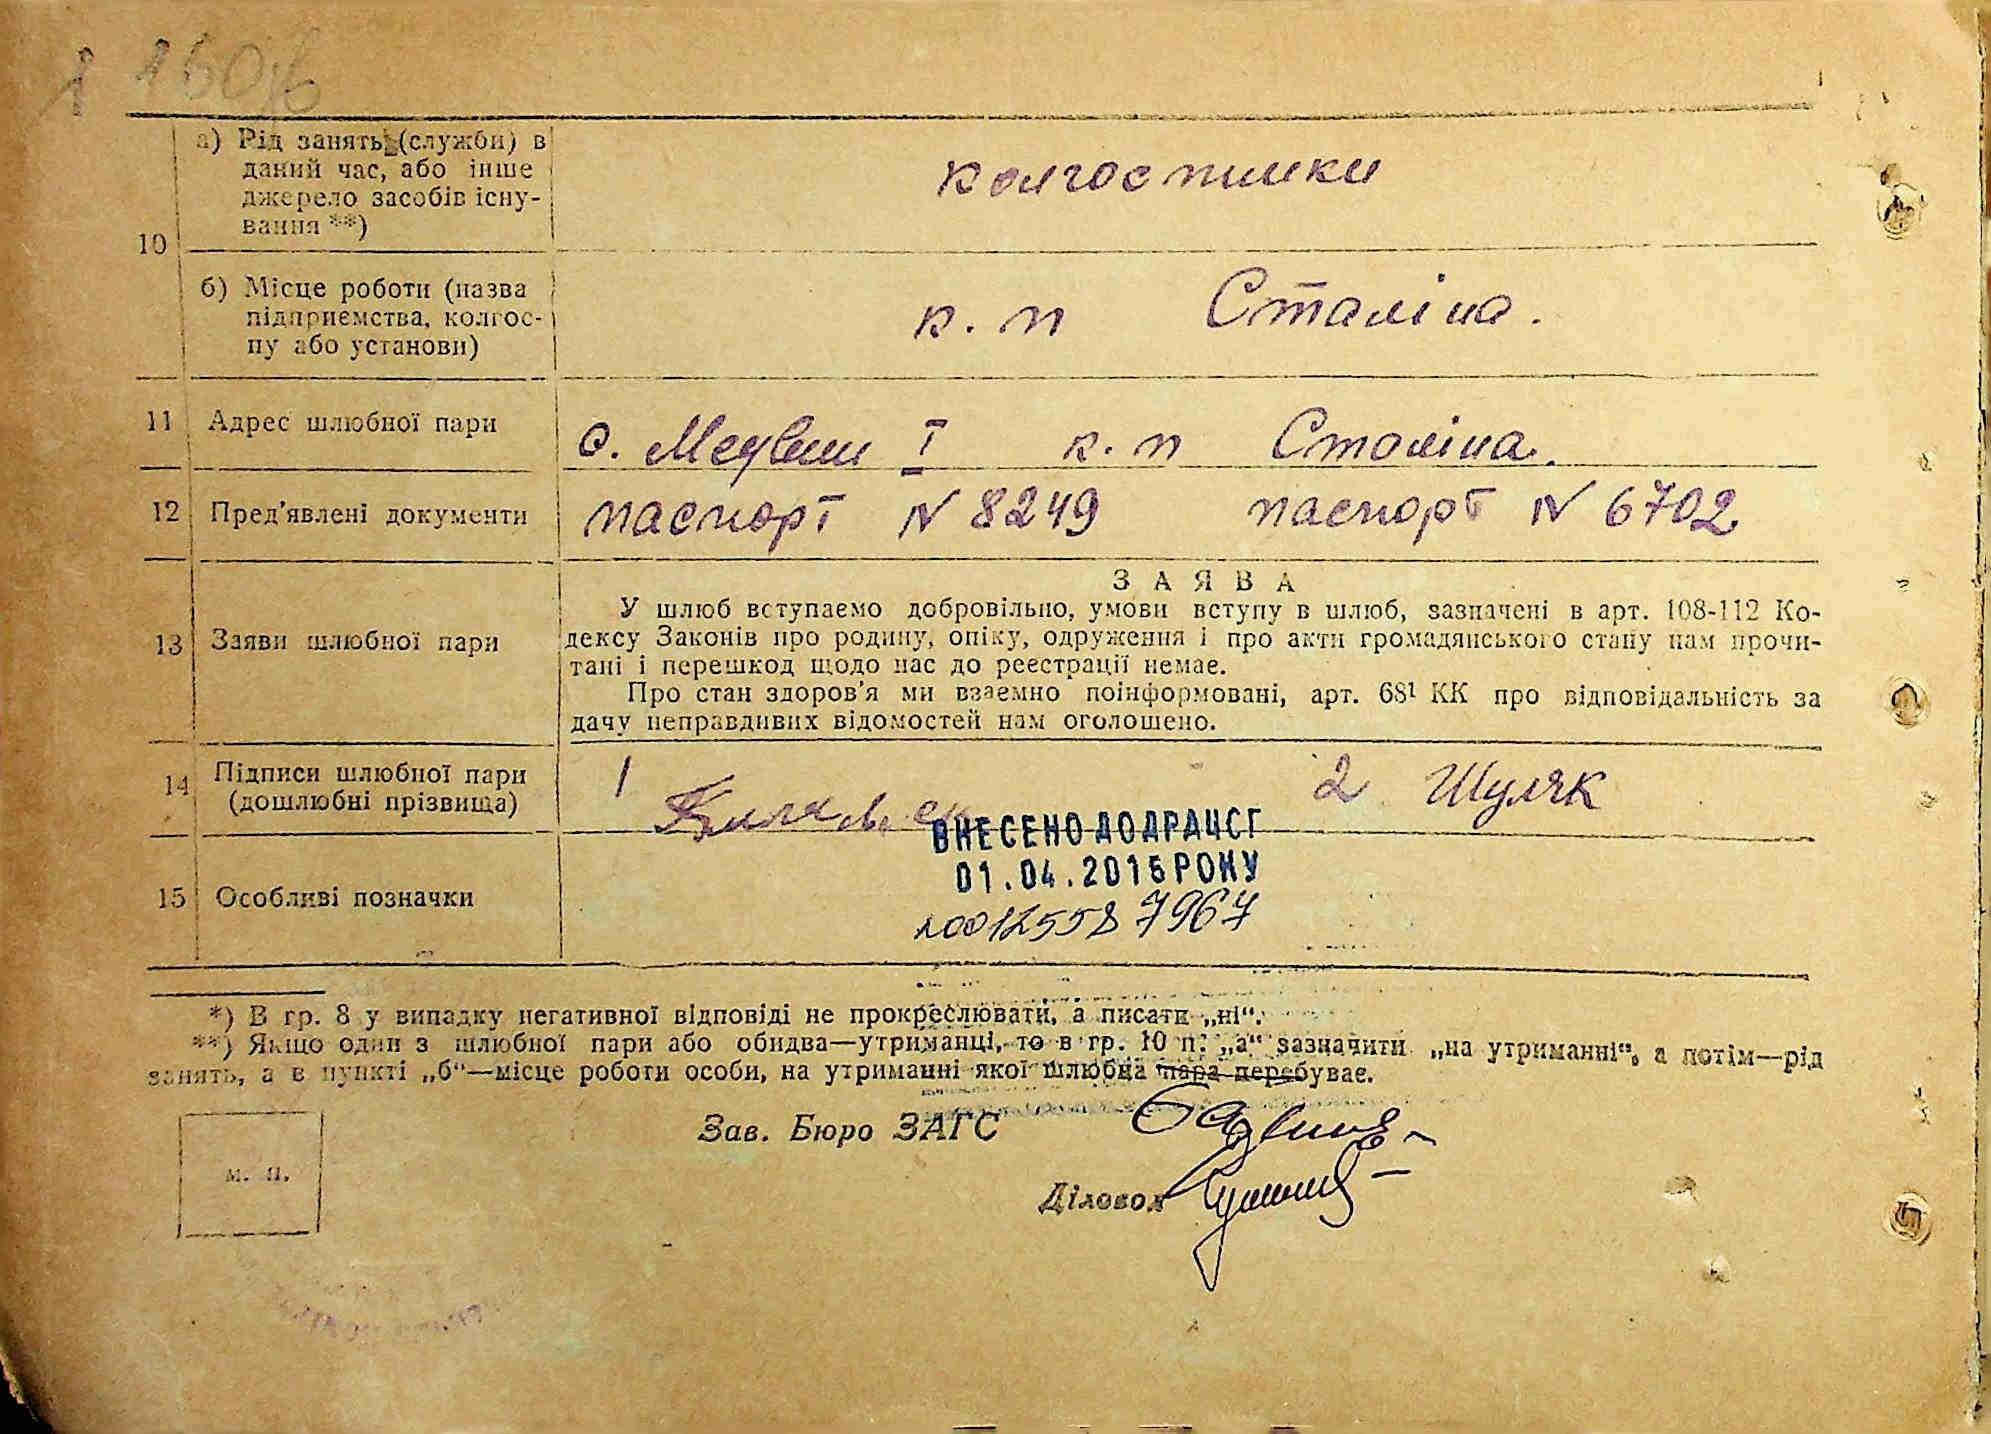 10
а) Рід занять (служби) в
даний час, або інше
джерело засобів існу-
вання **)
колгоспники
б) Місце роботи (назва
підприємства, колгос-
пу або установи)
к. п Сталіна.
11 Адрес шлюбної пари
с. Медвин І к. п Сталіна.
12 Пред'явлені документи
паспорт N 8249 паспорт N 6702
13 Заяви шлюбної пари
ЗАЯВА
У шлюб вступаємо добровільно, умови вступу в шлюб, зазначені в арт. 108-112 Ко-
дексу Законів про родину, опіку, одруження і про акти громадянського стану нам прочи-
тані і перешкод щодо нас до реєстрації немає.
Про стан здоров'я ми взаємно поінформовані, арт. 68¹ КК про відповідальність за
дачу неправдивих відомостей нам оголошено.
14 Підписи шлюбної пари
(дошлюбні прізвища)
1
2 Шуляк
ВНЕСЕНО ДО ДРАЦСГ
01.04.2015 РОКУ
15 Особливі позначки
00125587967
*) В гр. 8 у випадку негативної відповіді не прокреслювати, а писати „ні“.
**) Якщо один з шлюбної пари або обидва—утриманці, то в гр. 10 п. „а“ зазначити „на утриманні“, а потім—рід
занять, а в пункті „б“—місце роботи особи, на утриманні якої шлюбна пара перебуває.
Зав. Бюро ЗАГС
м. п.
Діловод